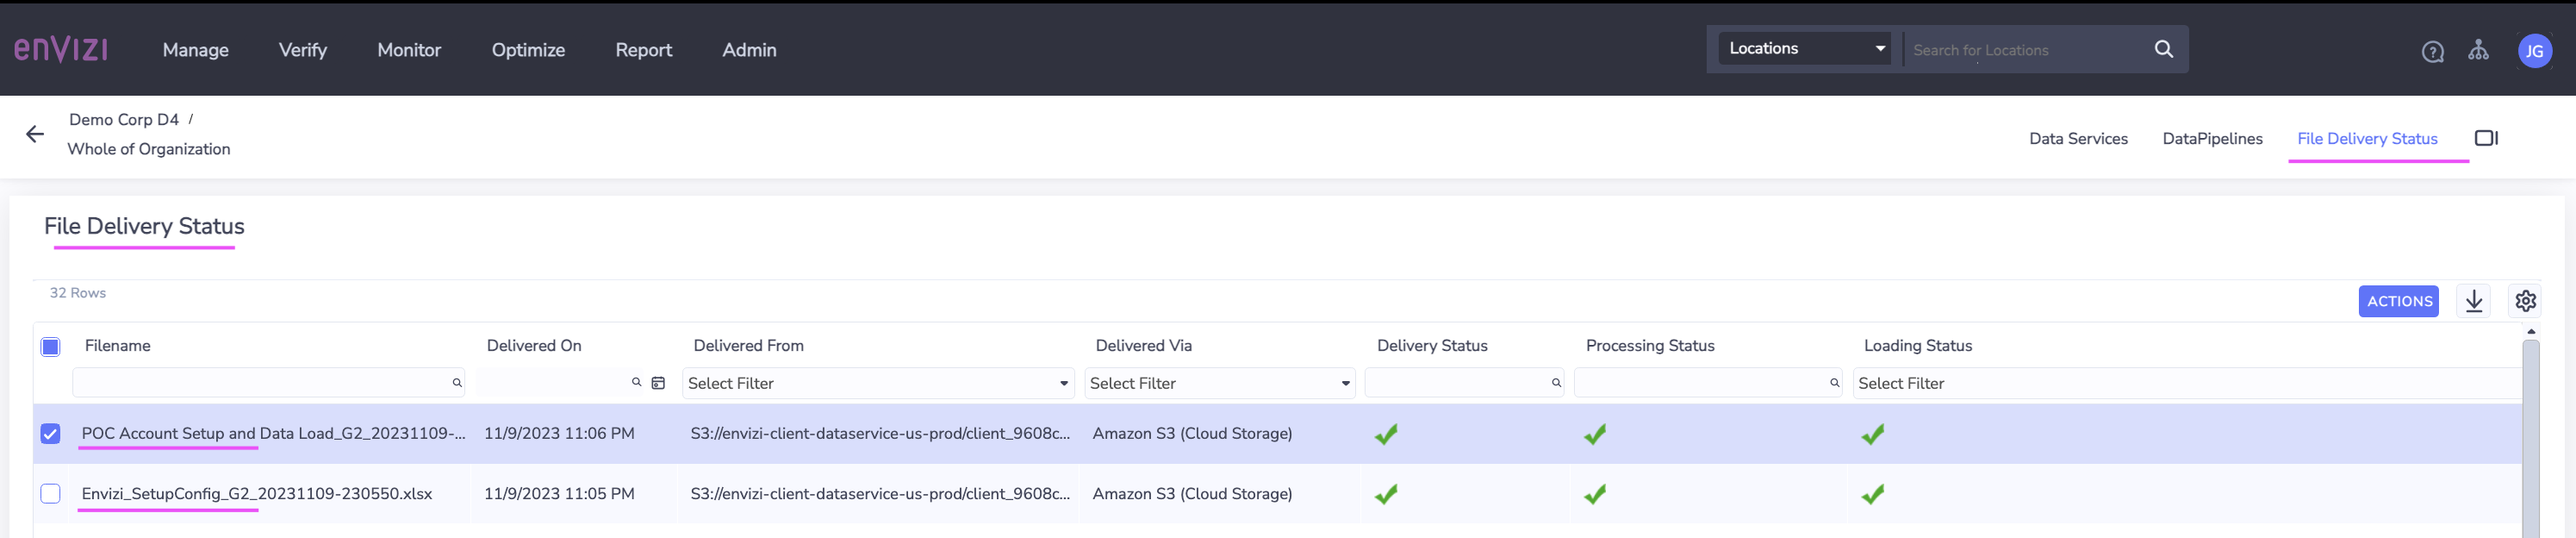 enVIZI Manage Verify Monitor Optimize Report Admin Locations Search for Locations JG
Demo Corp D4 /
Whole of Organization
Data Services DataPipelines File Delivery Status
File Delivery Status
32 Rows
ACTIONS
Filename Delivered On Delivered From Delivered Via Delivery Status Processing Status Loading Status
Select Filter Select Filter Select Filter
POC Account Setup and Data Load_G2_20231109-... 11/9/2023 11:06 PM S3://envizi-client-dataservice-us-prod/client_9608c... Amazon S3 (Cloud Storage)
Envizi_SetupConfig_G2_20231109-230550.xlsx 11/9/2023 11:05 PM S3://envizi-client-dataservice-us-prod/client_9608c... Amazon S3 (Cloud Storage)